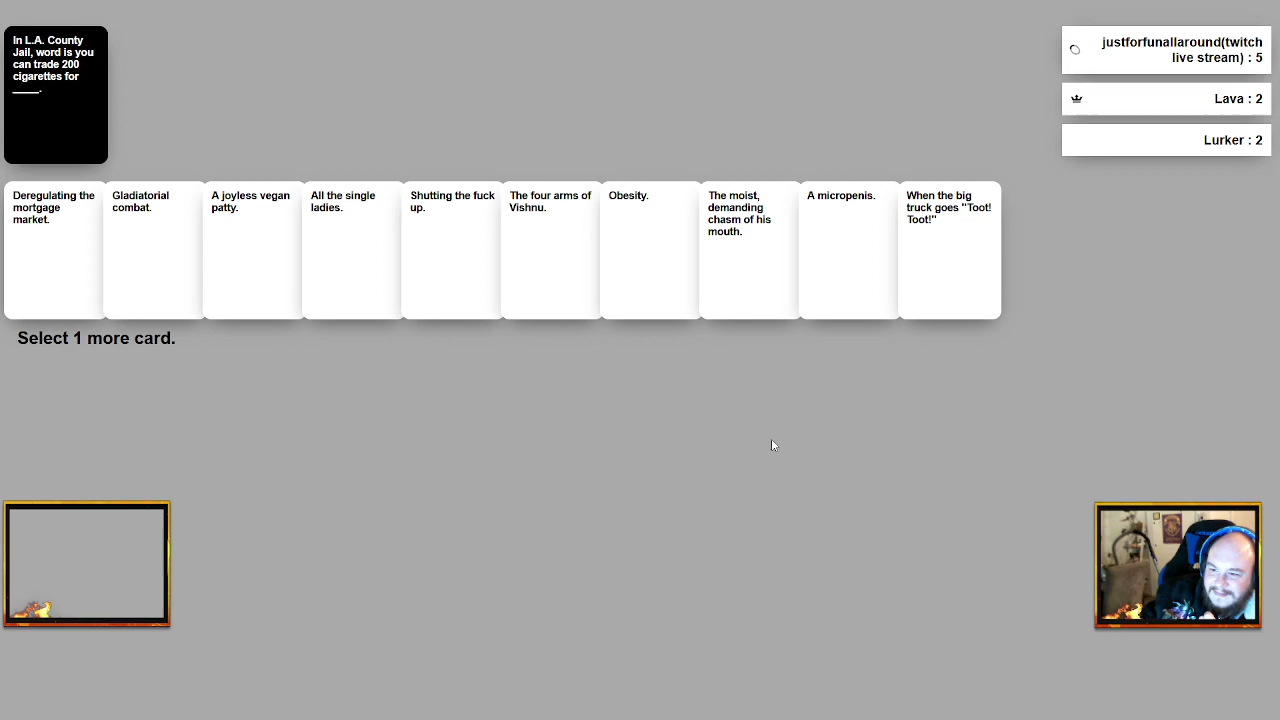 In L.A. County
Jail, word is you
can trade 200
cigarettes for
_____.
justforfunallaround(twitch
live stream) : 5
Lava : 2
Lurker : 2
Deregulating the
mortgage
market.
Gladiatorial
combat.
A joyless vegan
patty.
All the single
ladies.
Shutting the fuck
up.
The four arms of
Vishnu.
Obesity.
The moist,
demanding
chasm of his
mouth.
A micropenis.
When the big
truck goes "Toot!
Toot!"
Select 1 more card.